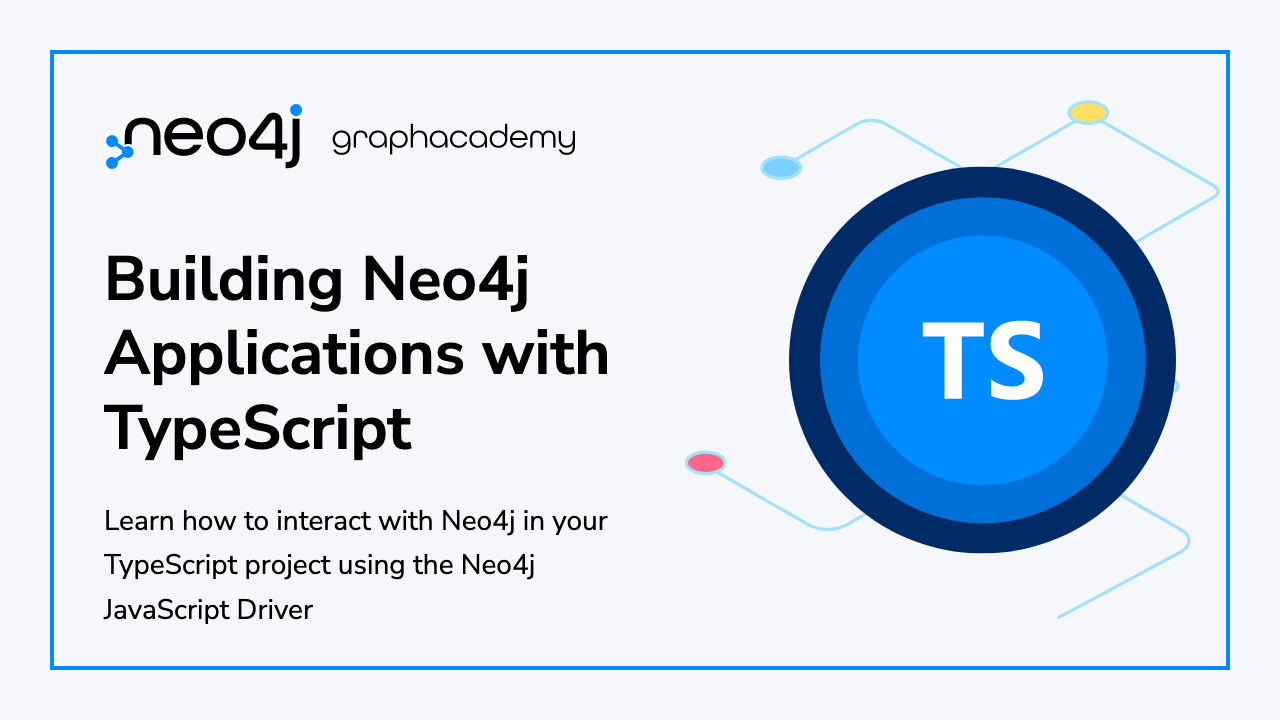 neo4j graphacademy
Building Neo4j
Applications with
TypeScript
Learn how to interact with Neo4j in your
TypeScript project using the Neo4j
JavaScript Driver
TS